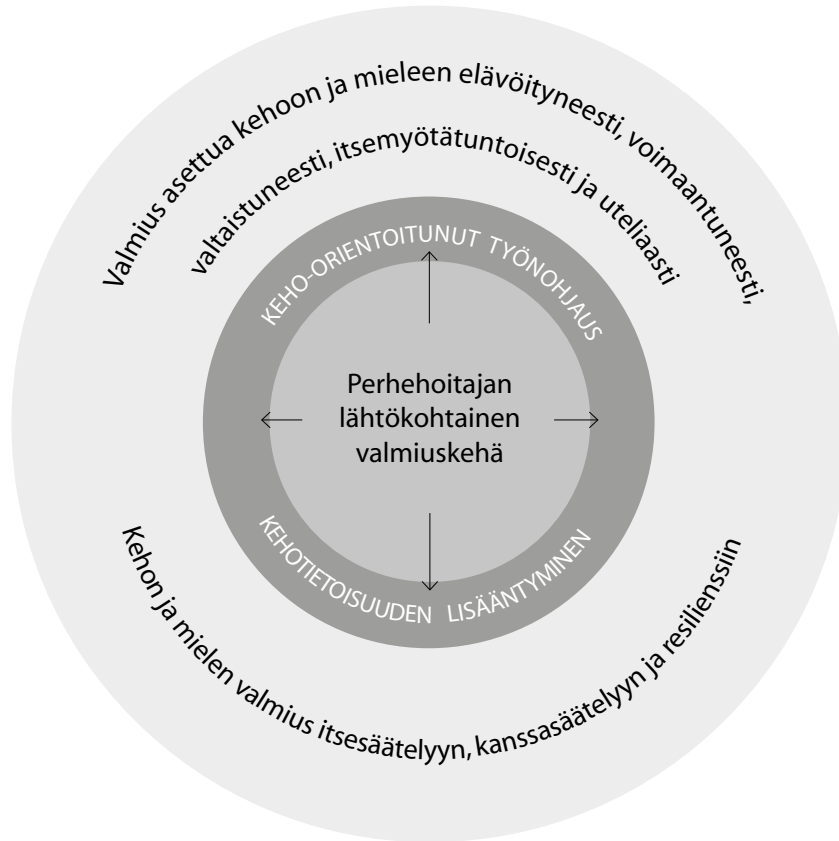 Valmius asettua kehoon ja mieleen elävöityneesti, voimaantuneesti,
valtaistuneesti, itsemyötätuntoisesti ja uteliaasti
KEHO-ORIENTOITUNUT TYÖNOHJAUS
Perhehoitajan
lähtökohtainen
valmiuskehä
KEHOTIETOISUUDEN LISÄÄNTYMINEN
Kehon ja mielen valmius itsesäätelyyn, kanssasäätelyyn ja resilienssiin